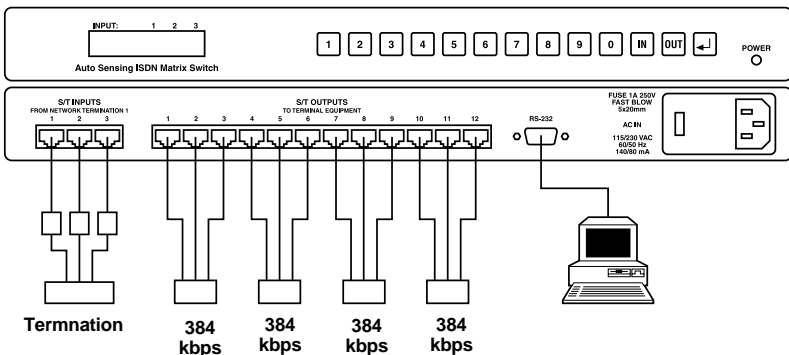 INPUT: 1 2 3
Auto Sensing ISDN Matrix Switch
1 2 3 4 5 6 7 8 9 0 IN OUT
POWER
S/T INPUTS
FROM NETWORK TERMINATION 1
1 2 3
S/T OUTPUTS
TO TERMINAL EQUIPMENT
1 2 3 4 5 6 7 8 9 10 11 12
RS-232
FUSE 1A 250V
FAST BLOW
5x20mm
AC IN
115/230 VAC
60/50 Hz
140/80 mA
Termnation
384
kbps
384
kbps
384
kbps
384
kbps